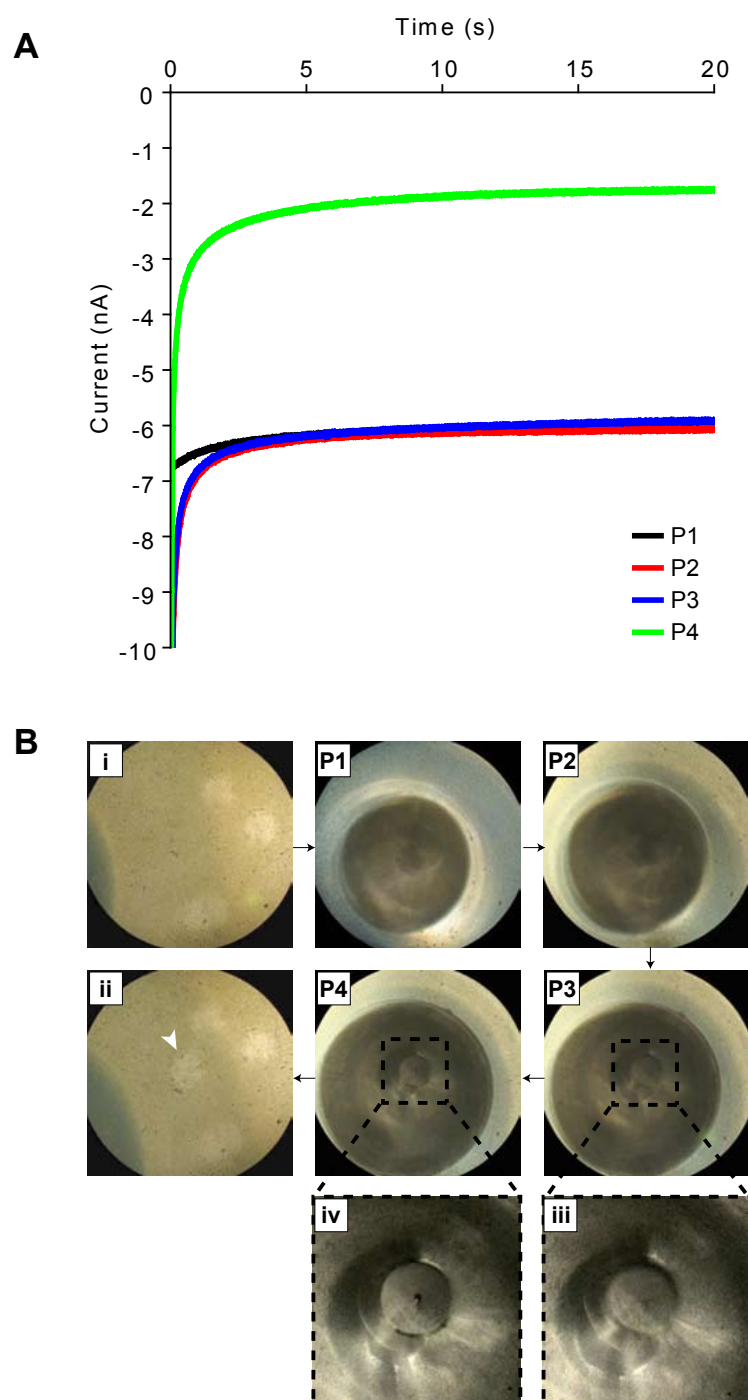 A
Time (s)
0 5 10 15 20
0
-1
-2
-3
-4
-5
-6
-7
-8
-9
-10
Current (nA)
P1
P2
P3
P4
B
i P1 P2
ii P4 P3
iv iii